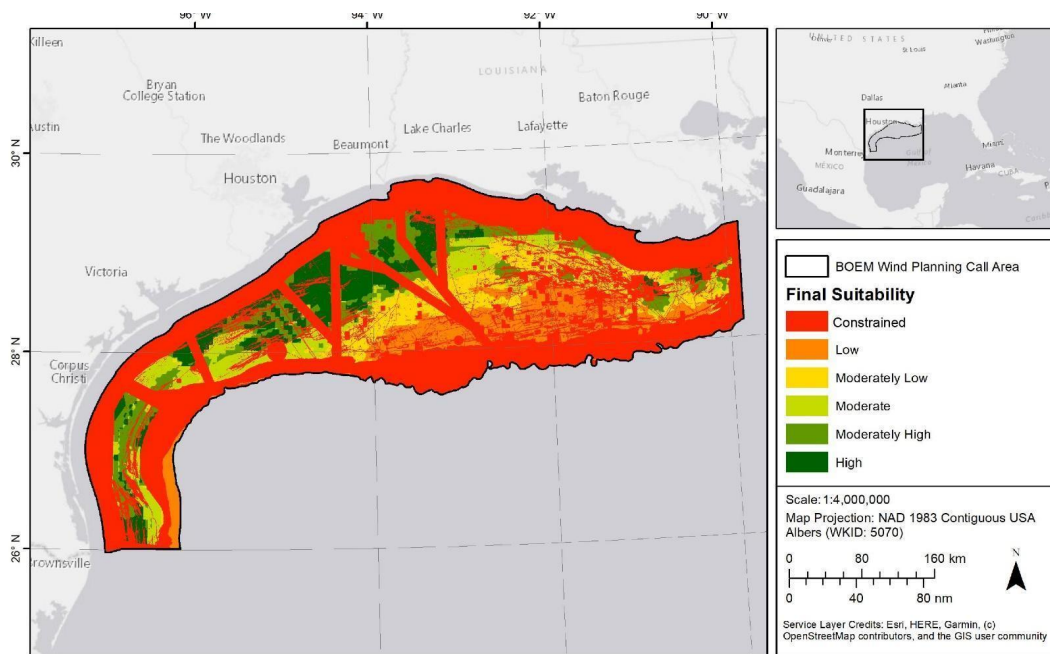 96°W 94°W 92°W 90°W
Killeen
Bryan
College Station
LOUISIANA
Baton Rouge
Austin
The Woodlands
Lake Charles
Lafayette
Beaumont
30°N
Houston
Victoria
28°N
Corpus
Christi
26°N
Brownsville
UNITED STATES
Denver
St Louis
Washington
Atlanta
Dallas
Houston
Monterrey
Miami
MÉXICO
Havana
CUBA
Guadalajara
BOEM Wind Planning Call Area
Final Suitability
Constrained
Low
Moderately Low
Moderate
Moderately High
High
Scale: 1:4,000,000
Map Projection: NAD 1983 Contiguous USA
Albers (WKID: 5070)
N
0 80 160 km
0 40 80 nm
Service Layer Credits: Esri, HERE, Garmin, (c)
OpenStreetMap contributors, and the GIS user community